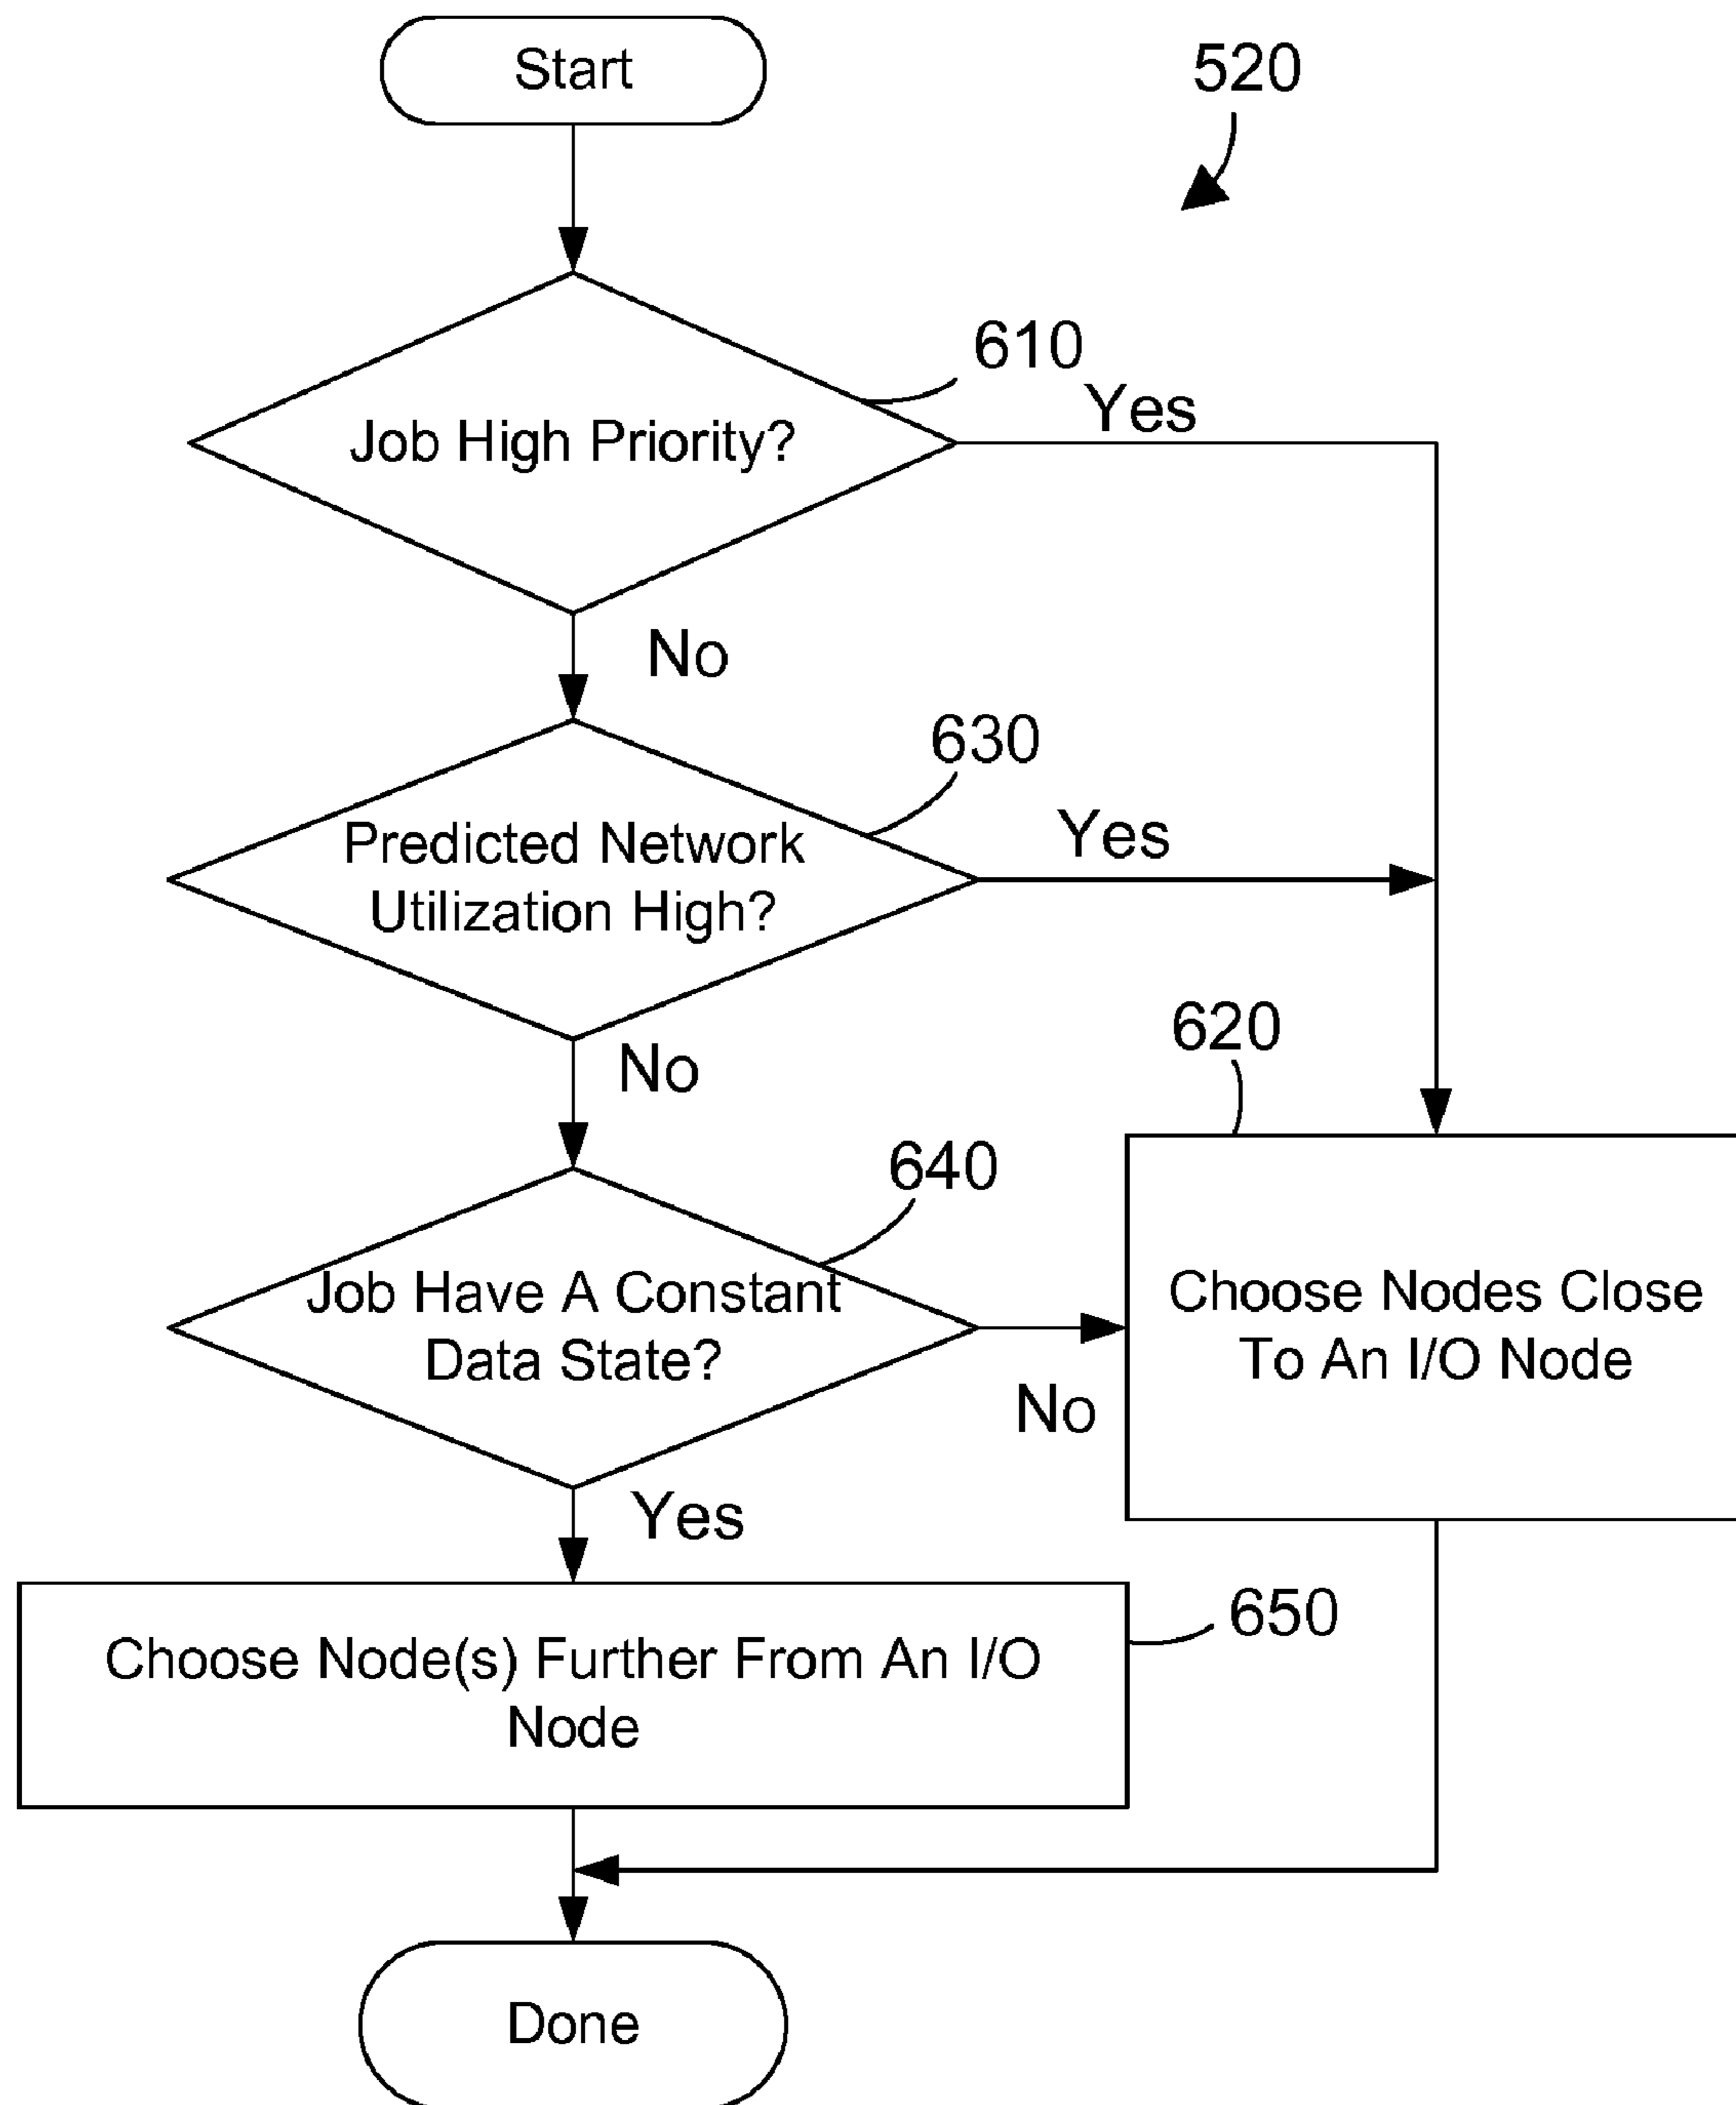 Start
520
610
Yes
Job High Priority?
No
630
Yes
Predicted Network
Utilization High?
620
No
640
Job Have A Constant
Data State?
Choose Nodes Close
To An I/O Node
No
Yes
650
Choose Node(s) Further From An I/O
Node
Done